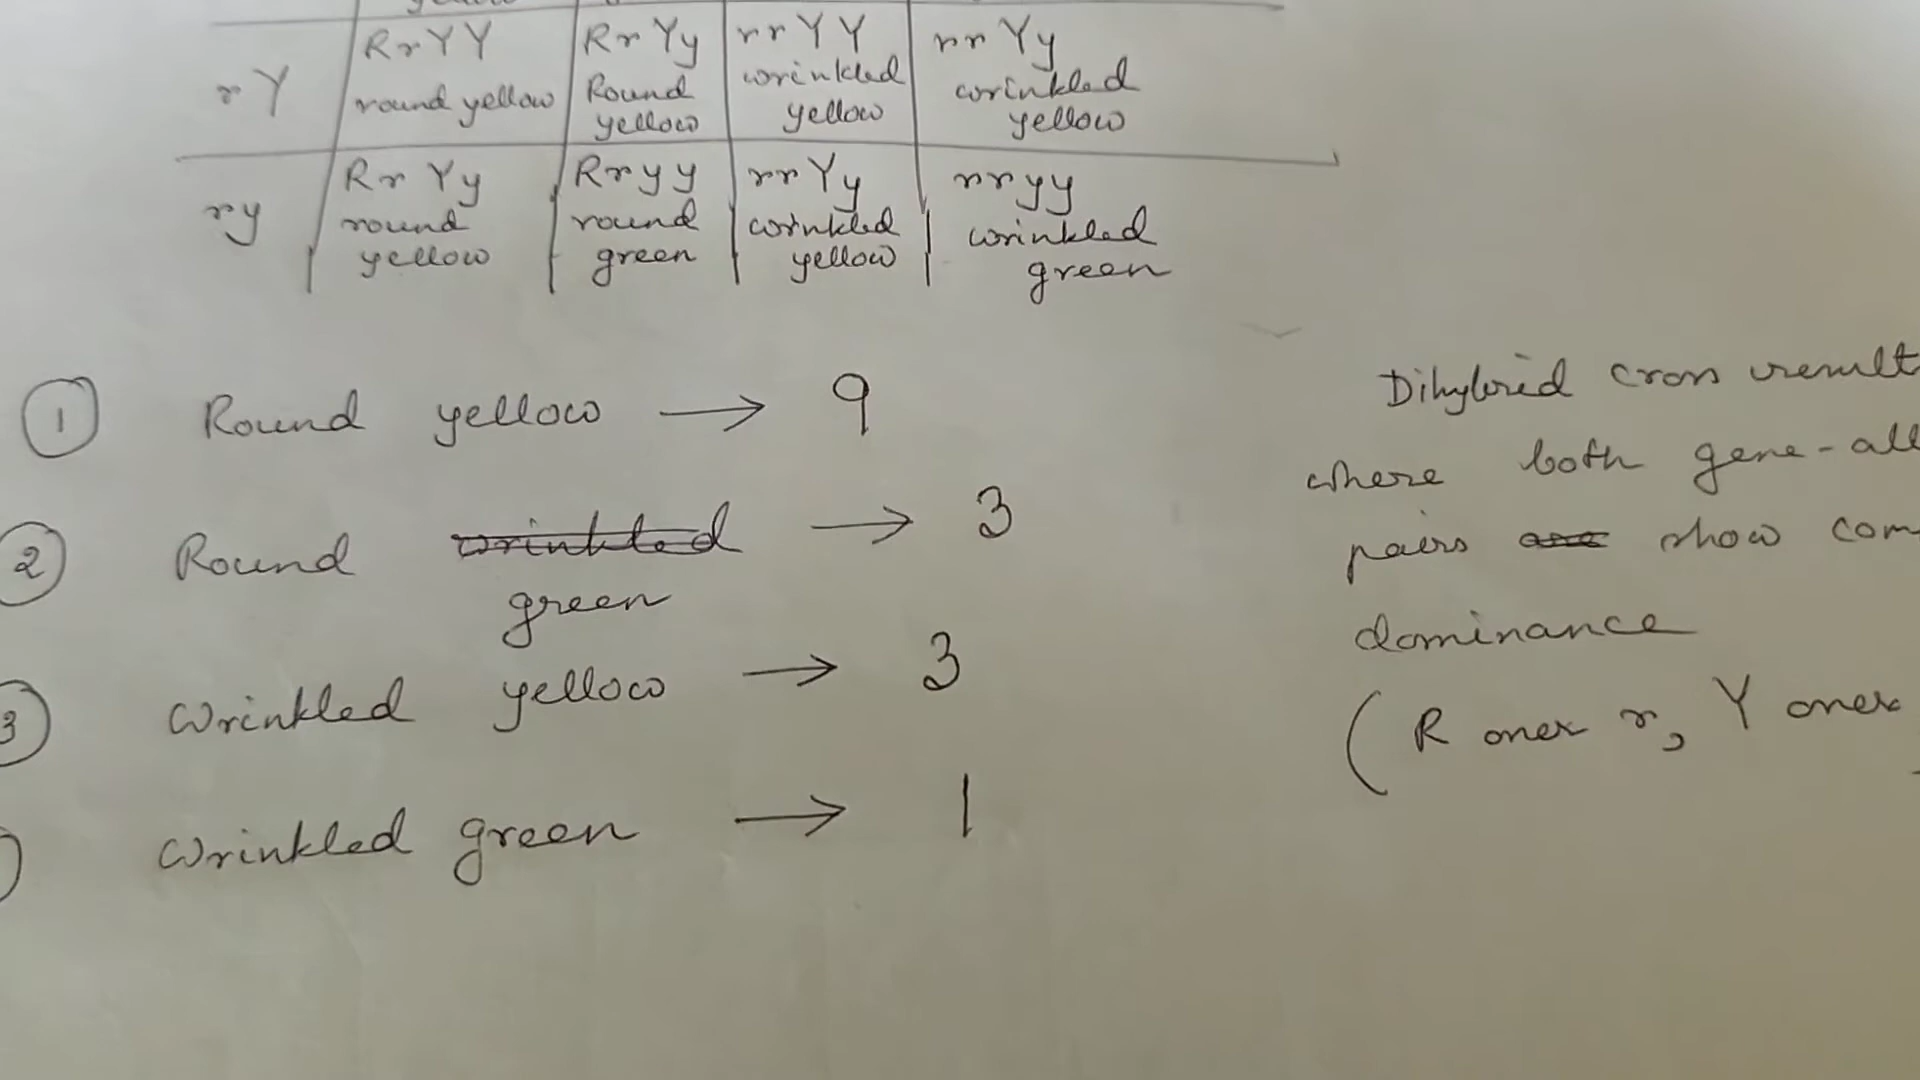 rY RrYY RrYy rrYY rrYy
round yellow Round yellow wrinkled yellow wrinkled yellow
ry RrYy Rryy rrYy rryy
round yellow round green wrinkled yellow wrinkled green
① Round yellow → 9
② Round wrinkled → 3
green
3 Wrinkled yellow → 3
Wrinkled green → 1
Dihybrid cross result
where both gene-all
pairs are show com
dominance
(R over r, Y over